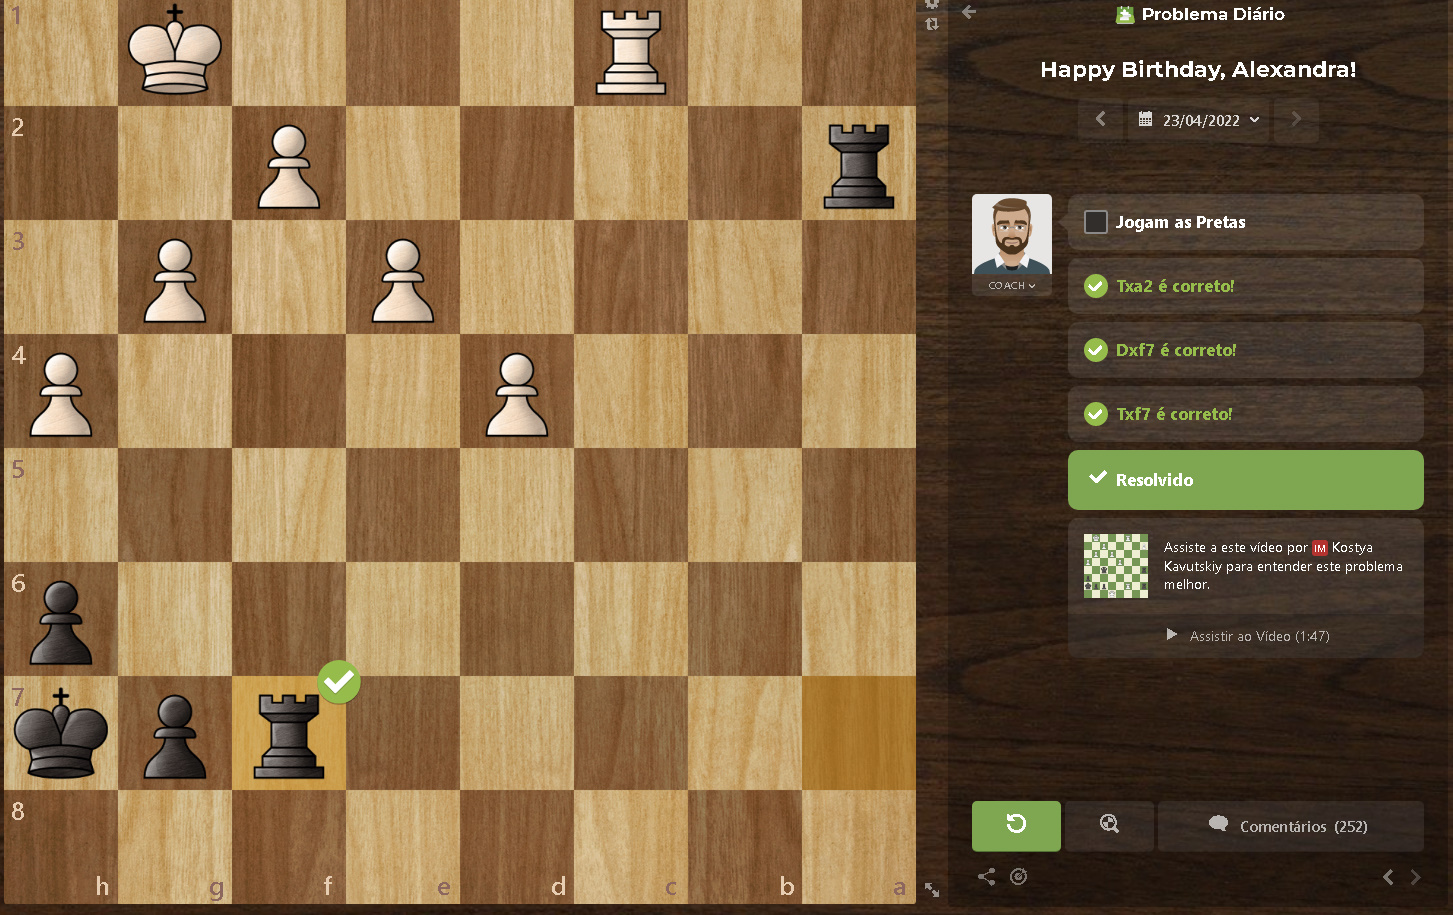 Problema Diário
Happy Birthday, Alexandra!
23/04/2022
Jogam as Pretas
COACH
Txa2 é correto!
Dxf7 é correto!
Txf7 é correto!
Resolvido
Assiste a este vídeo por IM Kostya
Kavutskiy para entender este problema
melhor.
Assistir ao Vídeo (1:47)
Comentários (252)
1
2
3
4
5
6
7
8
h g f e d c b a